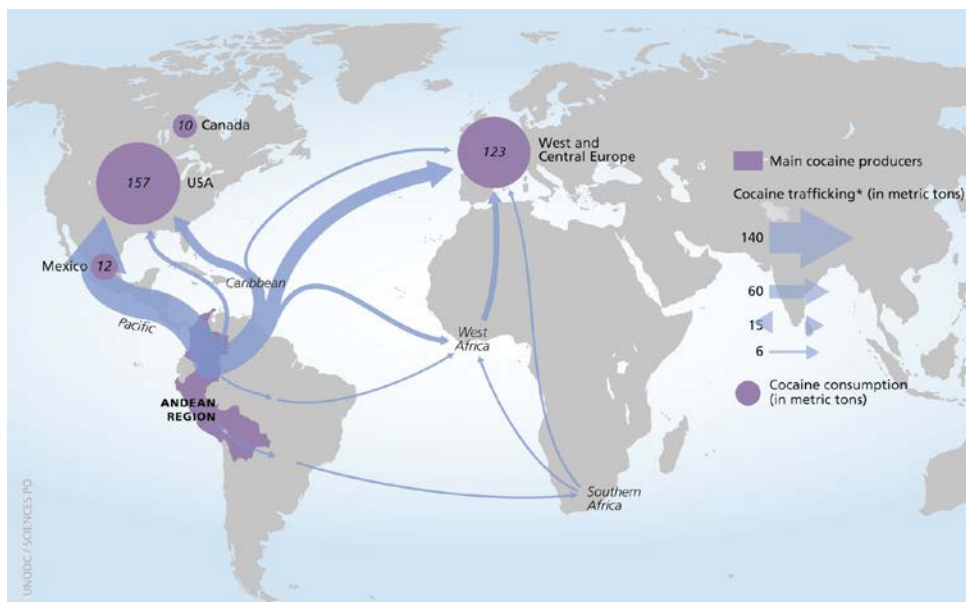 10 Canada
157 USA
123
West and
Central Europe
Mexico 12
Caribbean
Pacific
West
Africa
ANDEAN
REGION
Southern
Africa
Main cocaine producers
Cocaine trafficking* (in metric tons)
140
60
15
6
Cocaine consumption
(in metric tons)
UNODC / SCIENCES PO